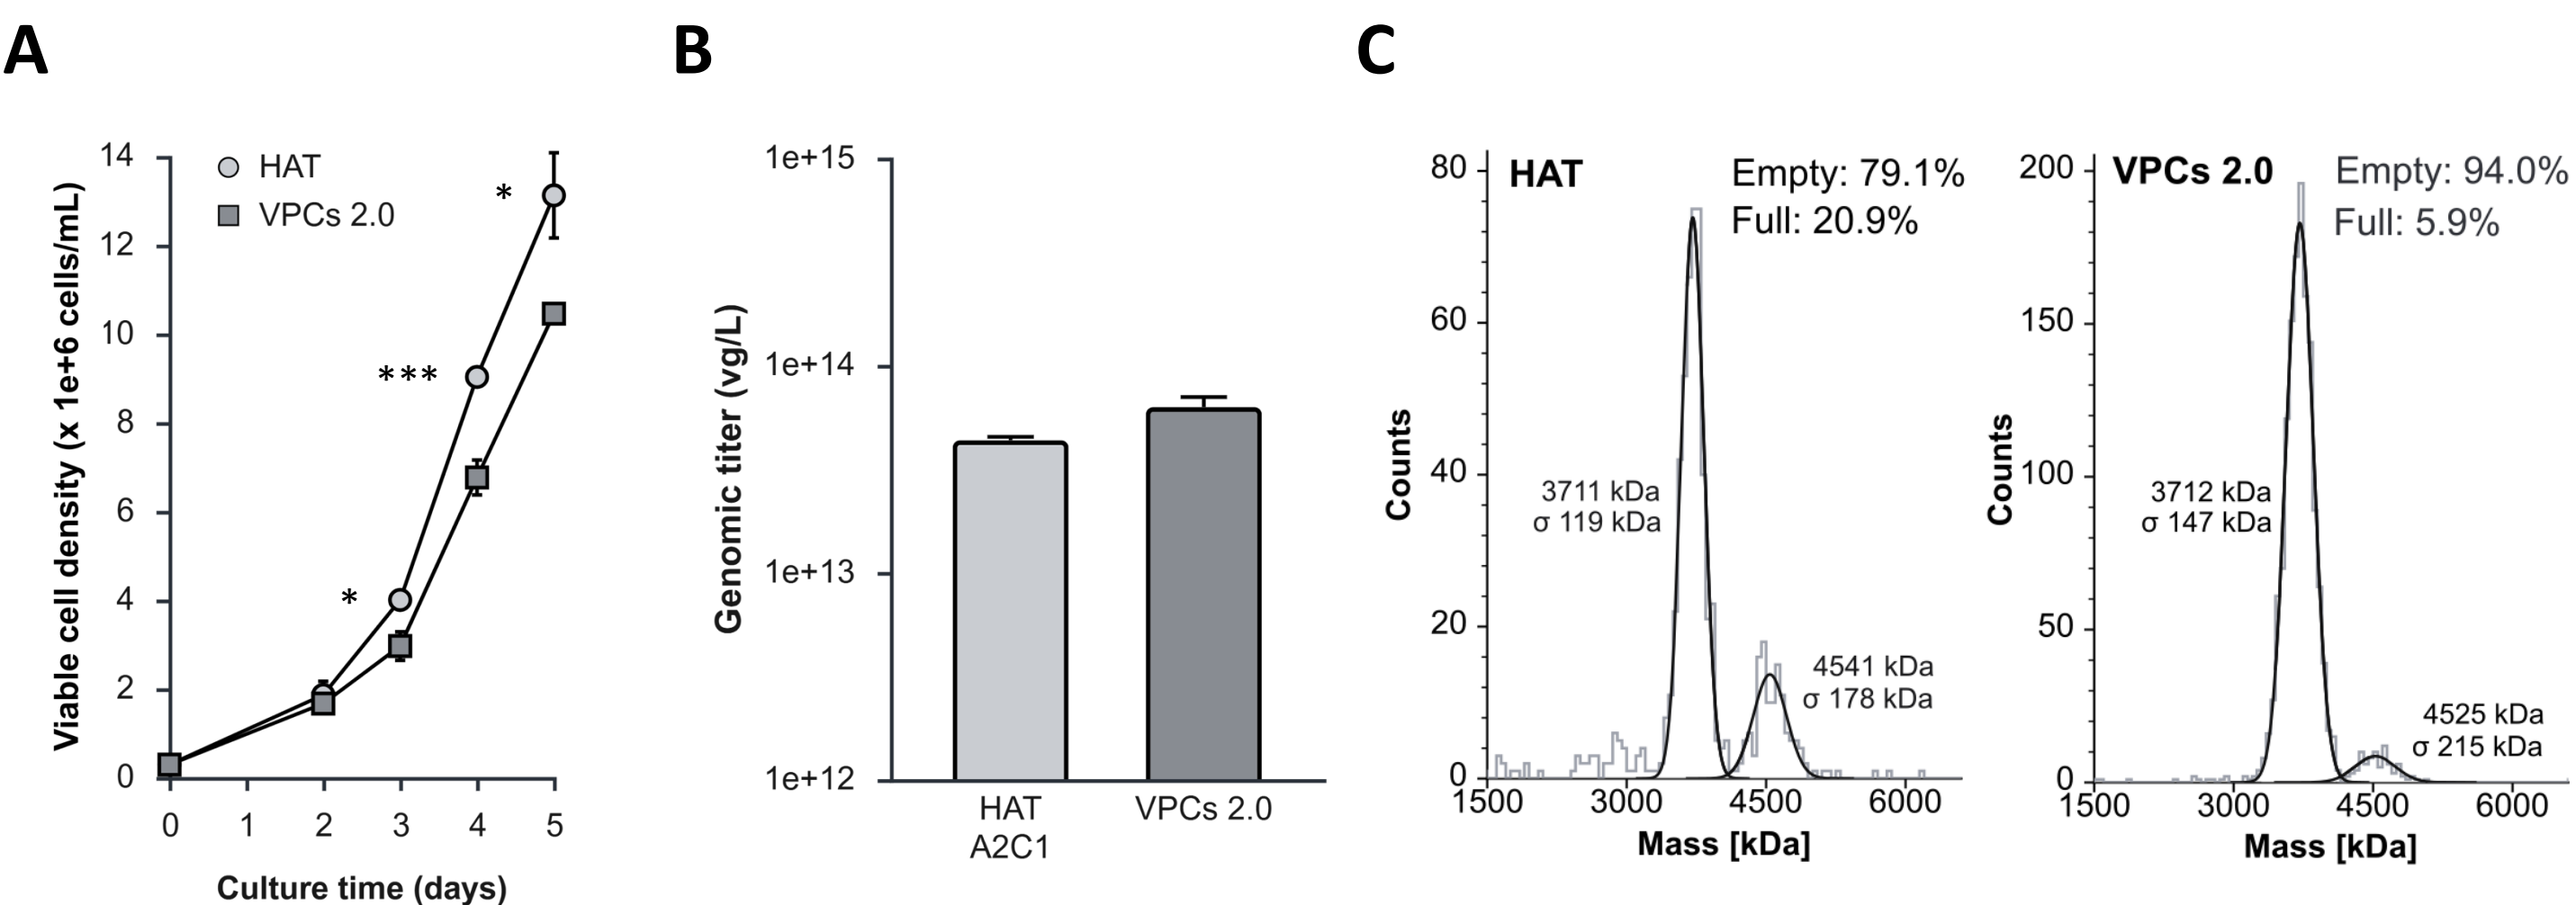 A
Viable cell density (x 1e+6 cells/mL)
14
12
10
8
6
4
2
0
HAT
VPCs 2.0
*
***
*
0 1 2 3 4 5
Culture time (days)
B
Genomic titer (vg/L)
1e+15
1e+14
1e+13
1e+12
HAT
A2C1
VPCs 2.0
C
Counts
80
60
40
20
0
HAT
Empty: 79.1%
Full: 20.9%
3711 kDa
σ 119 kDa
4541 kDa
σ 178 kDa
1500 3000 4500 6000
Mass [kDa]
Counts
200
150
100
50
0
VPCs 2.0
Empty: 94.0%
Full: 5.9%
3712 kDa
σ 147 kDa
4525 kDa
σ 215 kDa
1500 3000 4500 6000
Mass [kDa]